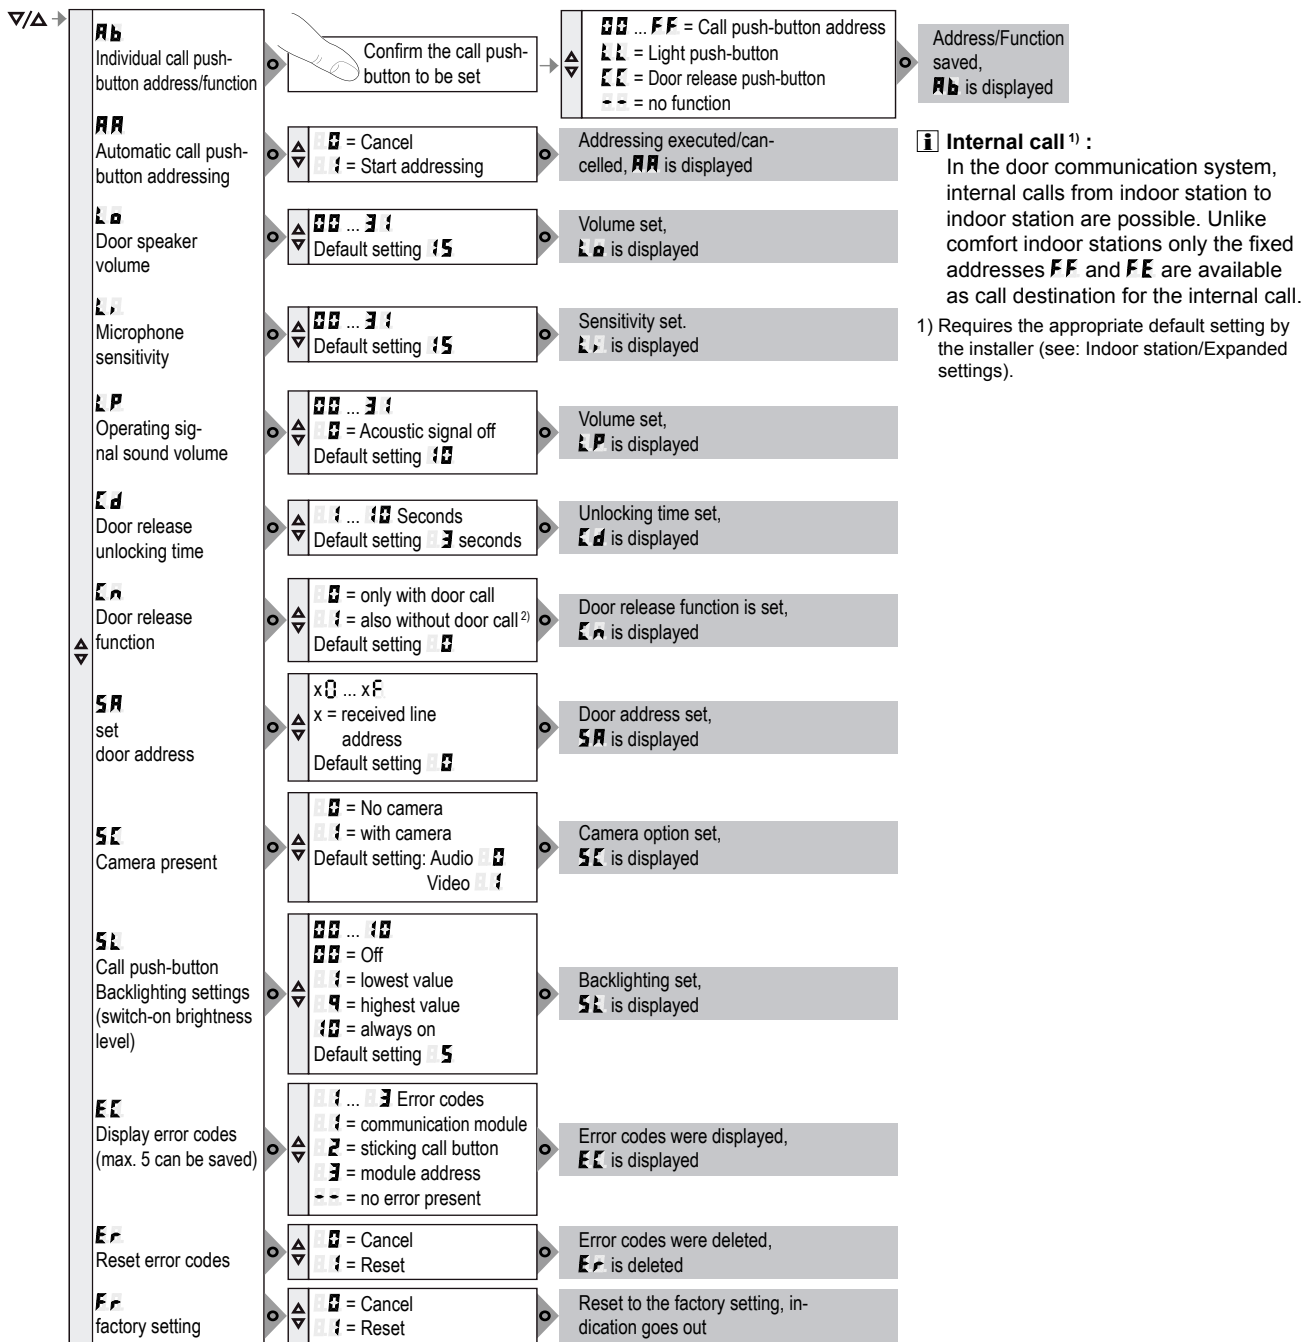 Ab
Individual call push-
button address/function
Confirm the call push-
button to be set
00 ... FF = Call push-button address
LL = Light push-button
CC = Door release push-button
-- = no function
Address/Function
saved,
Ab is displayed
AA
Automatic call push-
button addressing
0 = Cancel
1 = Start addressing
Addressing executed/can-
celled, AA is displayed
Lo
Door speaker
volume
00 ... 31
Default setting 15
Volume set,
Lo is displayed
Li
Microphone
sensitivity
00 ... 31
Default setting 15
Sensitivity set.
Li is displayed
LP
Operating sig-
nal sound volume
00 ... 31
0 = Acoustic signal off
Default setting 10
Volume set,
LP is displayed
Cd
Door release
unlocking time
1 ... 10 Seconds
Default setting 3 seconds
Unlocking time set,
Cd is displayed
Cn
Door release
function
0 = only with door call
1 = also without door call 2)
Default setting 0
Door release function is set,
Cn is displayed
SA
set
door address
x0 ... xF
x = received line
address
Default setting 0
Door address set,
SA is displayed
SC
Camera present
0 = No camera
1 = with camera
Default setting: Audio 0
Video 1
Camera option set,
SC is displayed
SL
Call push-button
Backlighting settings
(switch-on brightness
level)
00 ... 10
00 = Off
1 = lowest value
9 = highest value
10 = always on
Default setting 5
Backlighting set,
SL is displayed
EC
Display error codes
(max. 5 can be saved)
1 ... 3 Error codes
1 = communication module
2 = sticking call button
3 = module address
-- = no error present
Error codes were displayed,
EC is displayed
Er
Reset error codes
0 = Cancel
1 = Reset
Error codes were deleted,
Er is deleted
Fr
factory setting
0 = Cancel
1 = Reset
Reset to the factory setting, in-
dication goes out
i Internal call 1) :
In the door communication system,
internal calls from indoor station to
indoor station are possible. Unlike
comfort indoor stations only the fixed
addresses FF and FE are available
as call destination for the internal call.
1) Requires the appropriate default setting by
the installer (see: Indoor station/Expanded
settings).